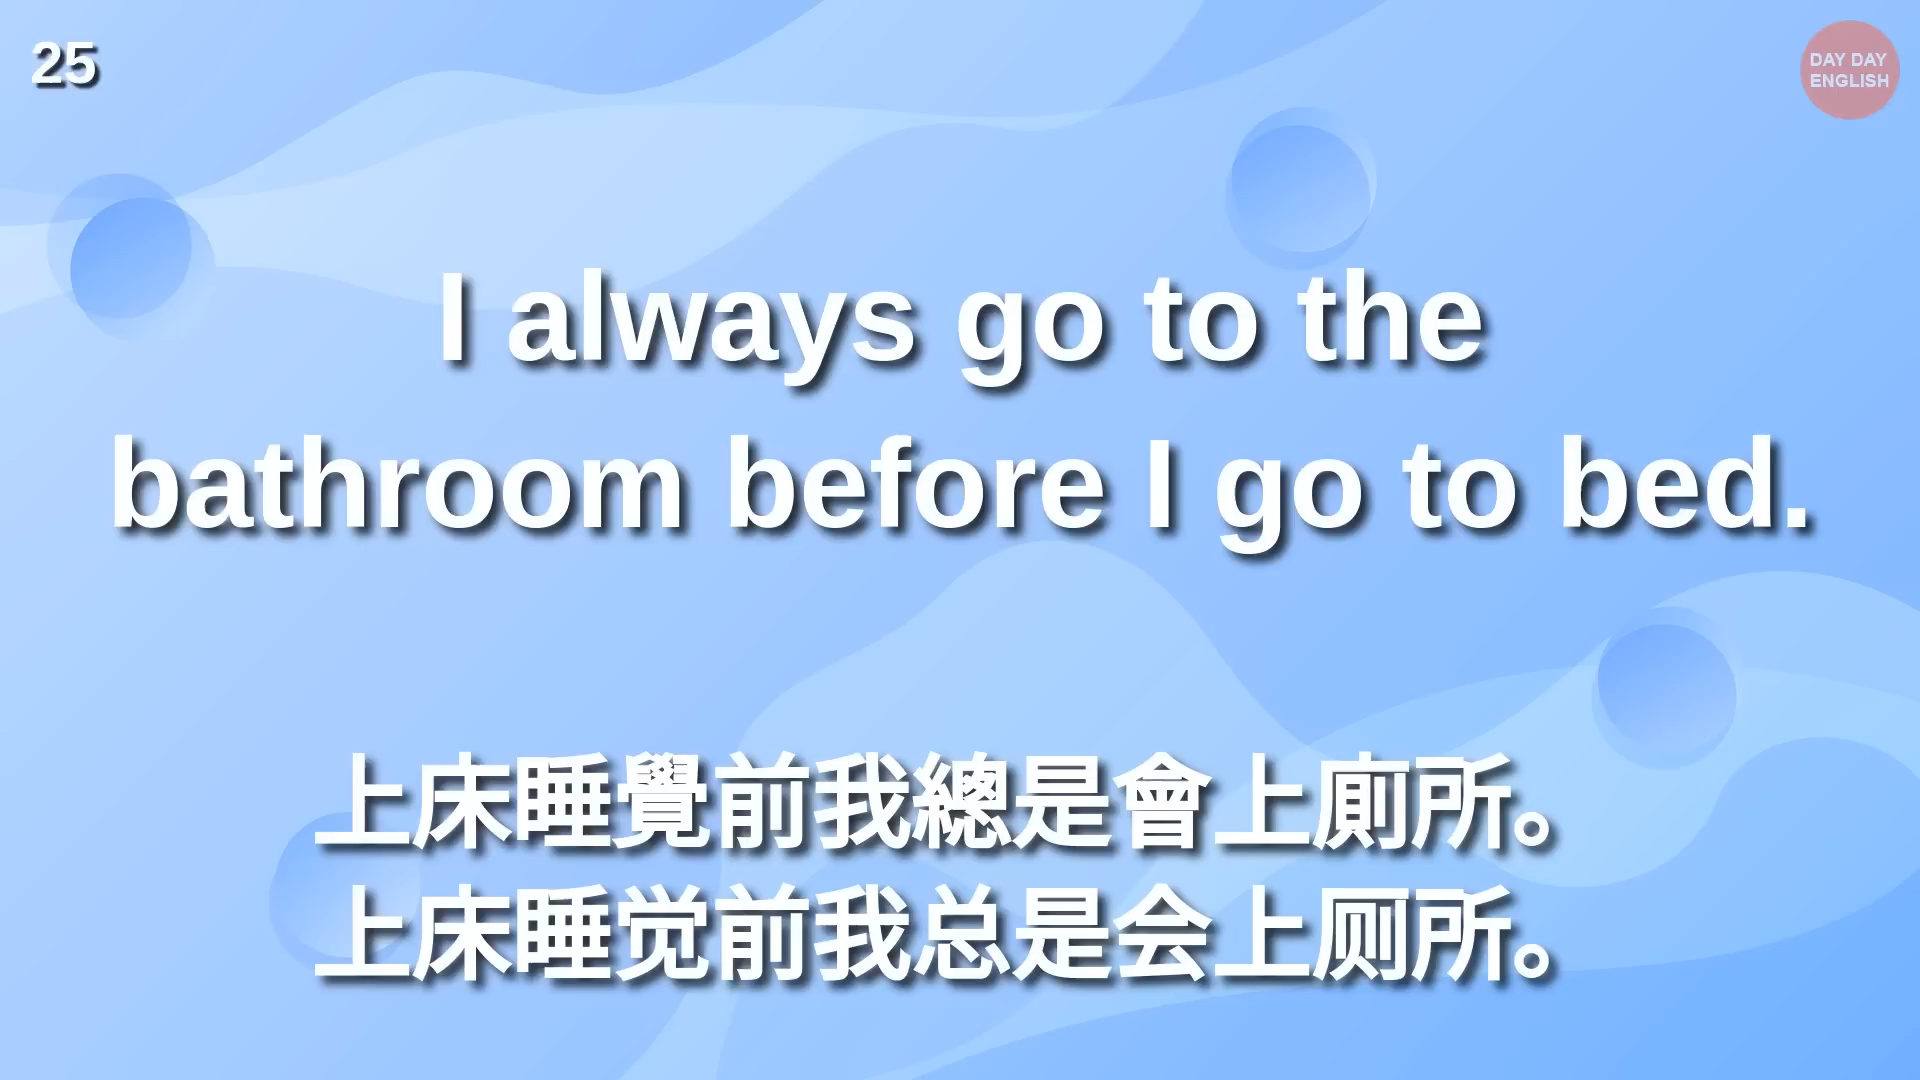 25
DAY DAY
ENGLISH
I always go to the
bathroom before I go to bed.
上床睡覺前我總是會上廁所。
上床睡觉前我总是会上厕所。